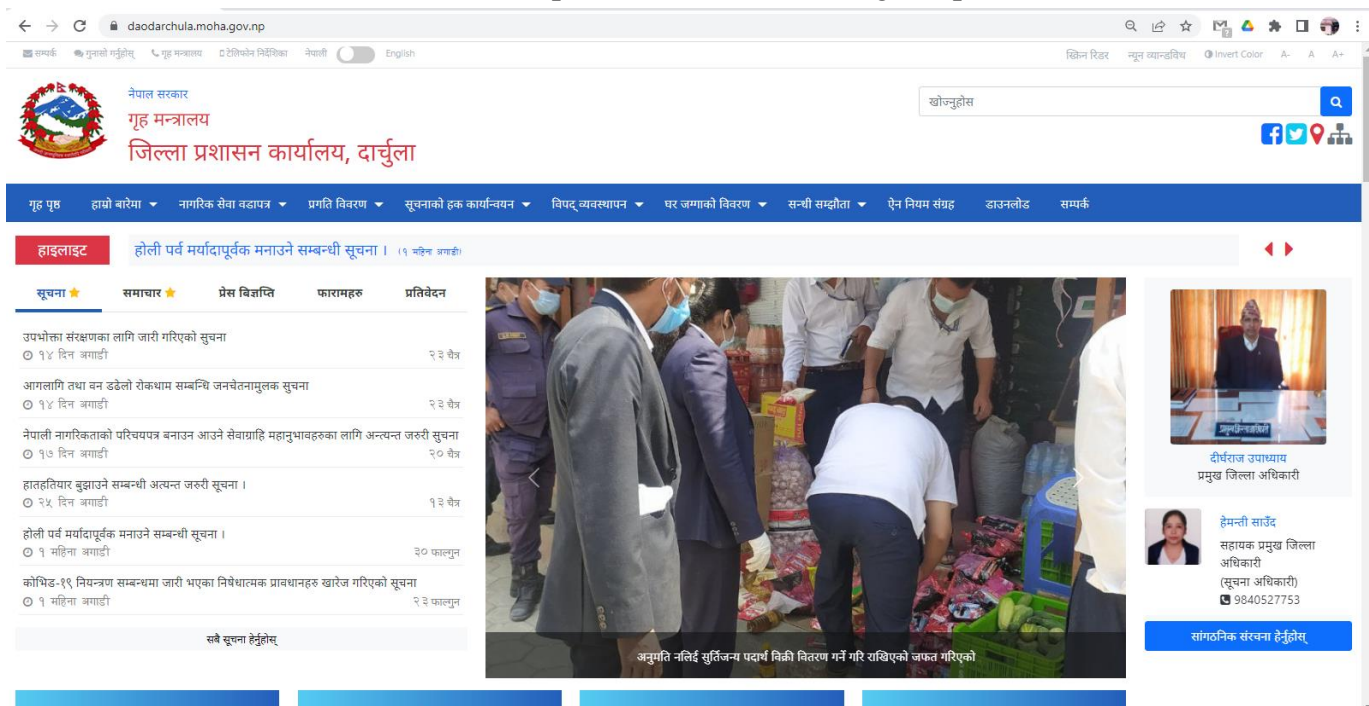 daodarchula.moha.gov.np
सम्पर्क गुनासो गर्नुहोस् गृह मन्त्रालय टेलिफोन निर्देशिका नेपाली English
स्क्रिन रिडर न्यून व्यान्डविथ Invert Color A- A A+
नेपाल सरकार
गृह मन्त्रालय
जिल्ला प्रशासन कार्यालय, दार्चुला
खोज्नुहोस
गृह पृष्ठ हाम्रो बारेमा नागरिक सेवा वडापत्र प्रगति विवरण सूचनाको हक कार्यान्वयन विपद् व्यवस्थापन घर जग्गाको विवरण सन्धी सम्झौता ऐन नियम संग्रह डाउनलोड सम्पर्क
हाइलाइट होली पर्व मर्यादापूर्वक मनाउने सम्बन्धी सूचना । (१ महिना अगाडी)
सूचना समाचार प्रेस बिज्ञप्ति फारामहरु प्रतिवेदन
उपभोक्ता संरक्षणका लागि जारी गरिएको सुचना
१४ दिन अगाडी २३ चैत्र
आगलागि तथा वन डढेलो रोकथाम सम्बन्धि जनचेतनामुलक सुचना
१४ दिन अगाडी २३ चैत्र
नेपाली नागरिकताको परिचयपत्र बनाउन आउने सेवाग्राहि महानुभावहरुका लागि अन्त्यन्त जरुरी सुचना
१७ दिन अगाडी २० चैत्र
हातहतियार बुझाउने सम्बन्धी अत्यन्त जरुरी सूचना ।
२५ दिन अगाडी १३ चैत्र
होली पर्व मर्यादापूर्वक मनाउने सम्बन्धी सूचना ।
१ महिना अगाडी ३० फाल्गुन
कोभिड-१९ नियन्त्रण सम्बन्धमा जारी भएका निषेधात्मक प्रावधानहरु खारेज गरिएको सूचना
१ महिना अगाडी २३ फाल्गुन
सबै सूचना हेर्नुहोस्
अनुमति नलिई सुर्तिजन्य पदार्थ विक्री वितरण गर्ने गरि राखिएको जफत गरिएको
दीर्घराज उपाध्याय
प्रमुख जिल्ला अधिकारी
हेमन्ती साउँद
सहायक प्रमुख जिल्ला
अधिकारी
(सूचना अधिकारी)
9840527753
सांगठनिक संरचना हेर्नुहोस्